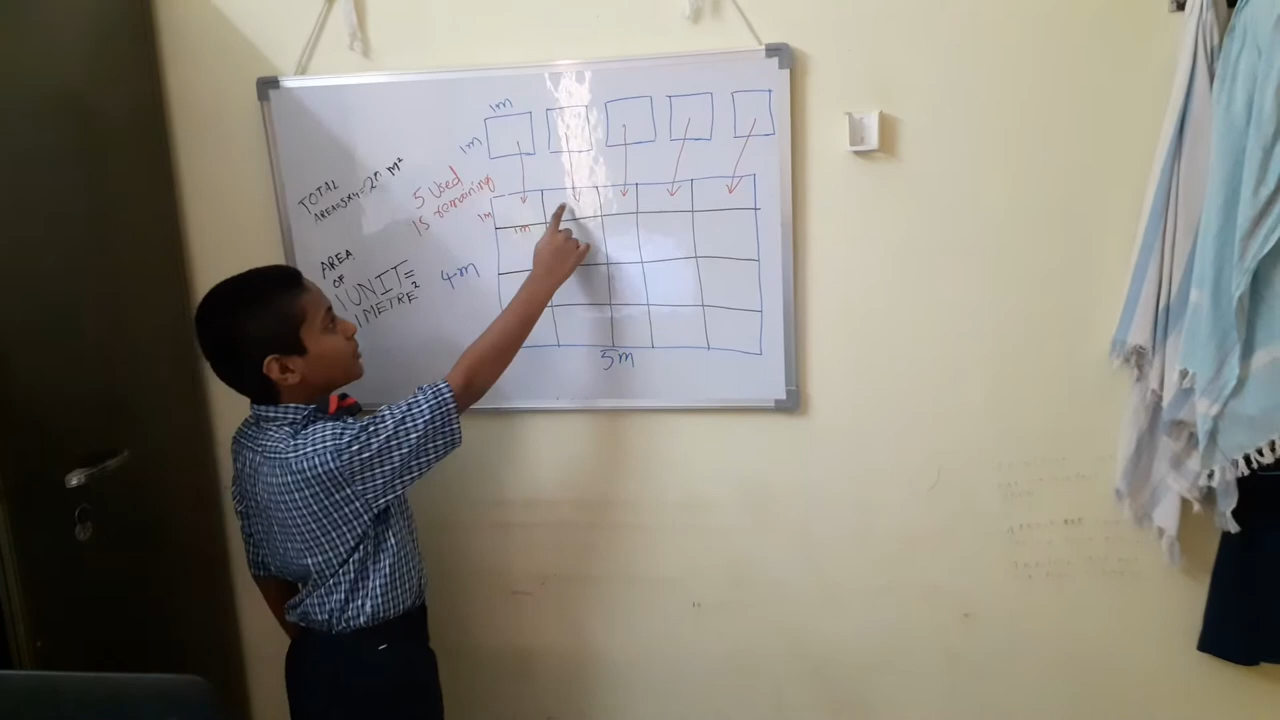 1m
1m
TOTAL
AREA=5x4=20 m²
5 Used
15 remaining
1m
1m
AREA
OF
1 UNIT=
1 METRE²
4m
5m